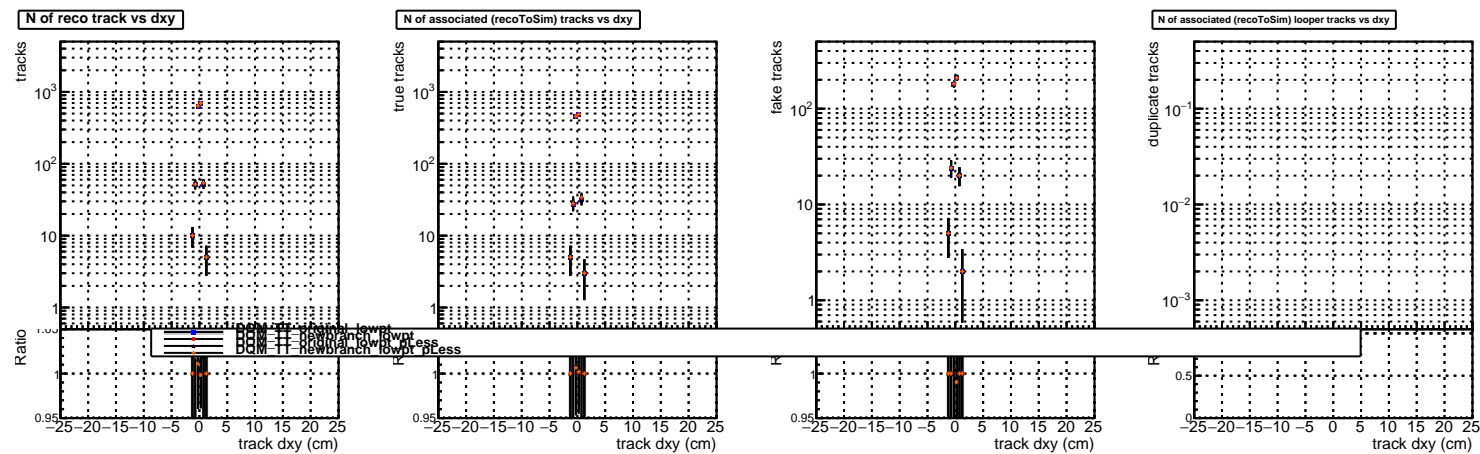 N of reco track vs dxy
N of associated (recoToSim) tracks vs dxy
N of associated (recoToSim) looper tracks vs dxy
tracks
10³
10²
10
1
true tracks
10³
10²
10
1
fake tracks
10²
10
1
duplicate tracks
10⁻¹
10⁻²
10⁻³
DQM_TT_original_lowpt
DQM_TT_newbranch_lowpt
DQM_TT_original_lowpt_pLess
DQM_TT_newbranch_lowpt_pLess
Ratio
1.05
1
0.95
1
0.95
1
0.95
0.5
0
−25 −20 −15 −10 −5 0 5 10 15 20 25
track dxy (cm)
−25 −20 −15 −10 −5 0 5 10 15 20 25
track dxy (cm)
−25 −20 −15 −10 −5 0 5 10 15 20 25
track dxy (cm)
−25 −20 −15 −10 −5 0 5 10 15 20 25
track dxy (cm)